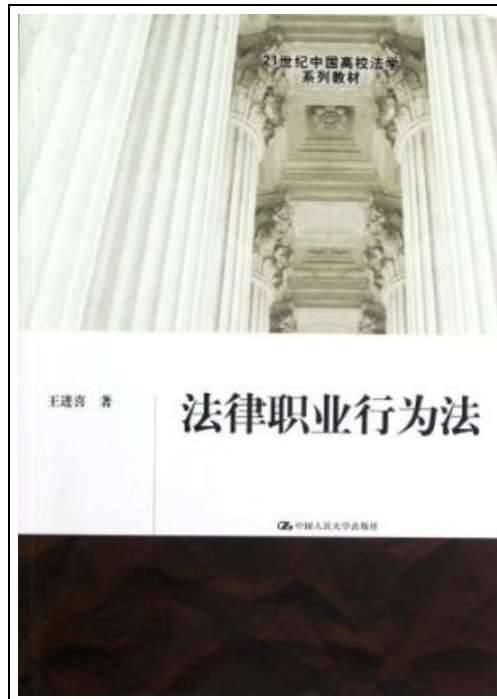 21世纪中国高校法学
系列教材
王进喜 著
法律职业行为法
中国人民大学出版社